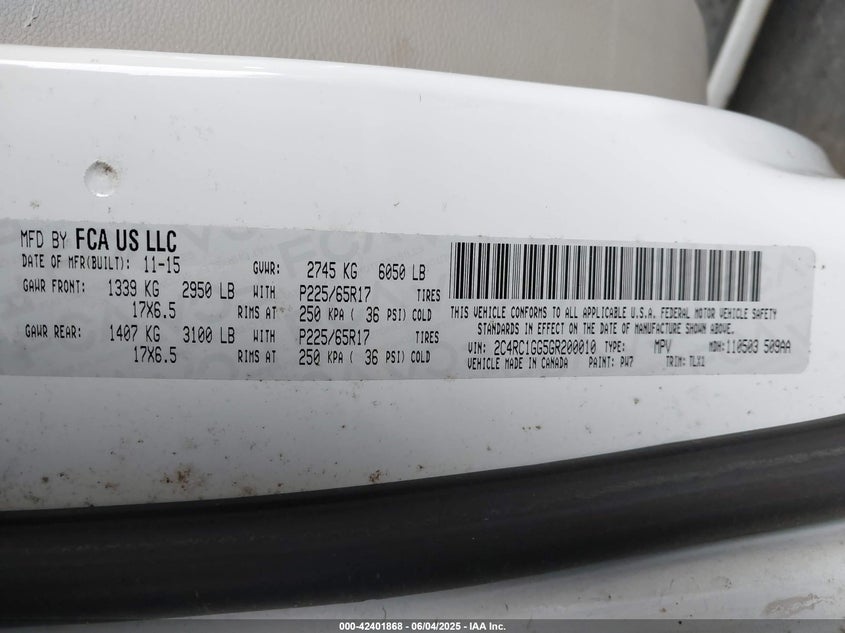 MFD BY FCA US LLC
DATE OF MFR(BUILT): 11-15 GVWR: 2745 KG 6050 LB
GAWR FRONT: 1339 KG 2950 LB WITH P225/65R17 TIRES
17X6.5 RIMS AT 250 KPA ( 36 PSI) COLD
GAWR REAR: 1407 KG 3100 LB WITH P225/65R17 TIRES
17X6.5 RIMS AT 250 KPA ( 36 PSI) COLD
THIS VEHICLE CONFORMS TO ALL APPLICABLE U.S.A. FEDERAL MOTOR VEHICLE SAFETY
STANDARDS IN EFFECT ON THE DATE OF MANUFACTURE SHOWN ABOVE.
VIN: 2C4RC1GG5GR200010 TYPE: MPV MDH: 110503 509AA
VEHICLE MADE IN CANADA PAINT: PW7 TRIM: TLX1
000-42401868 - 06/04/2025 - IAA Inc.